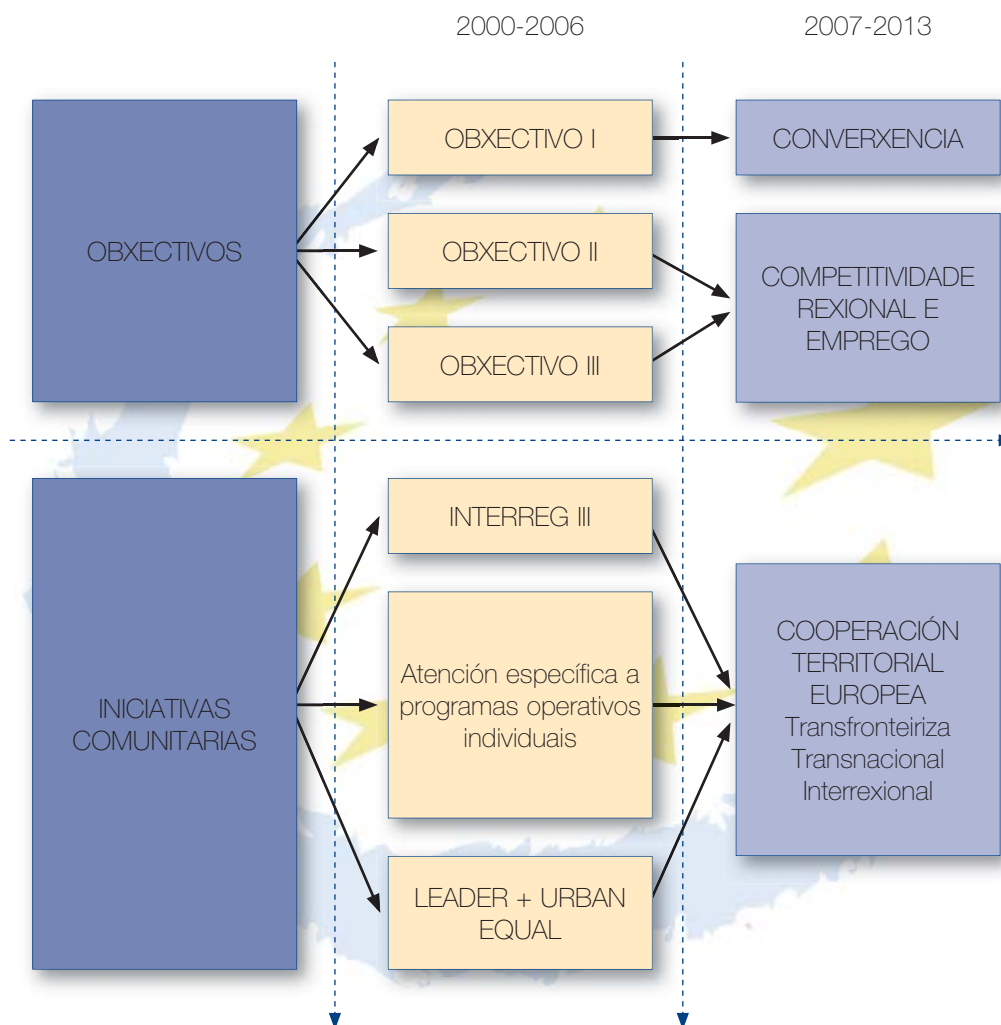 2000-2006
2007-2013
OBXECTIVOS
OBXECTIVO I
OBXECTIVO II
OBXECTIVO III
CONVERXENCIA
COMPETITIVIDADE
REXIONAL E
EMPREGO
INICIATIVAS
COMUNITARIAS
INTERREG III
Atención específica a
programas operativos
individuais
LEADER + URBAN
EQUAL
COOPERACIÓN
TERRITORIAL
EUROPEA
Transfronteiriza
Transnacional
Interrexional